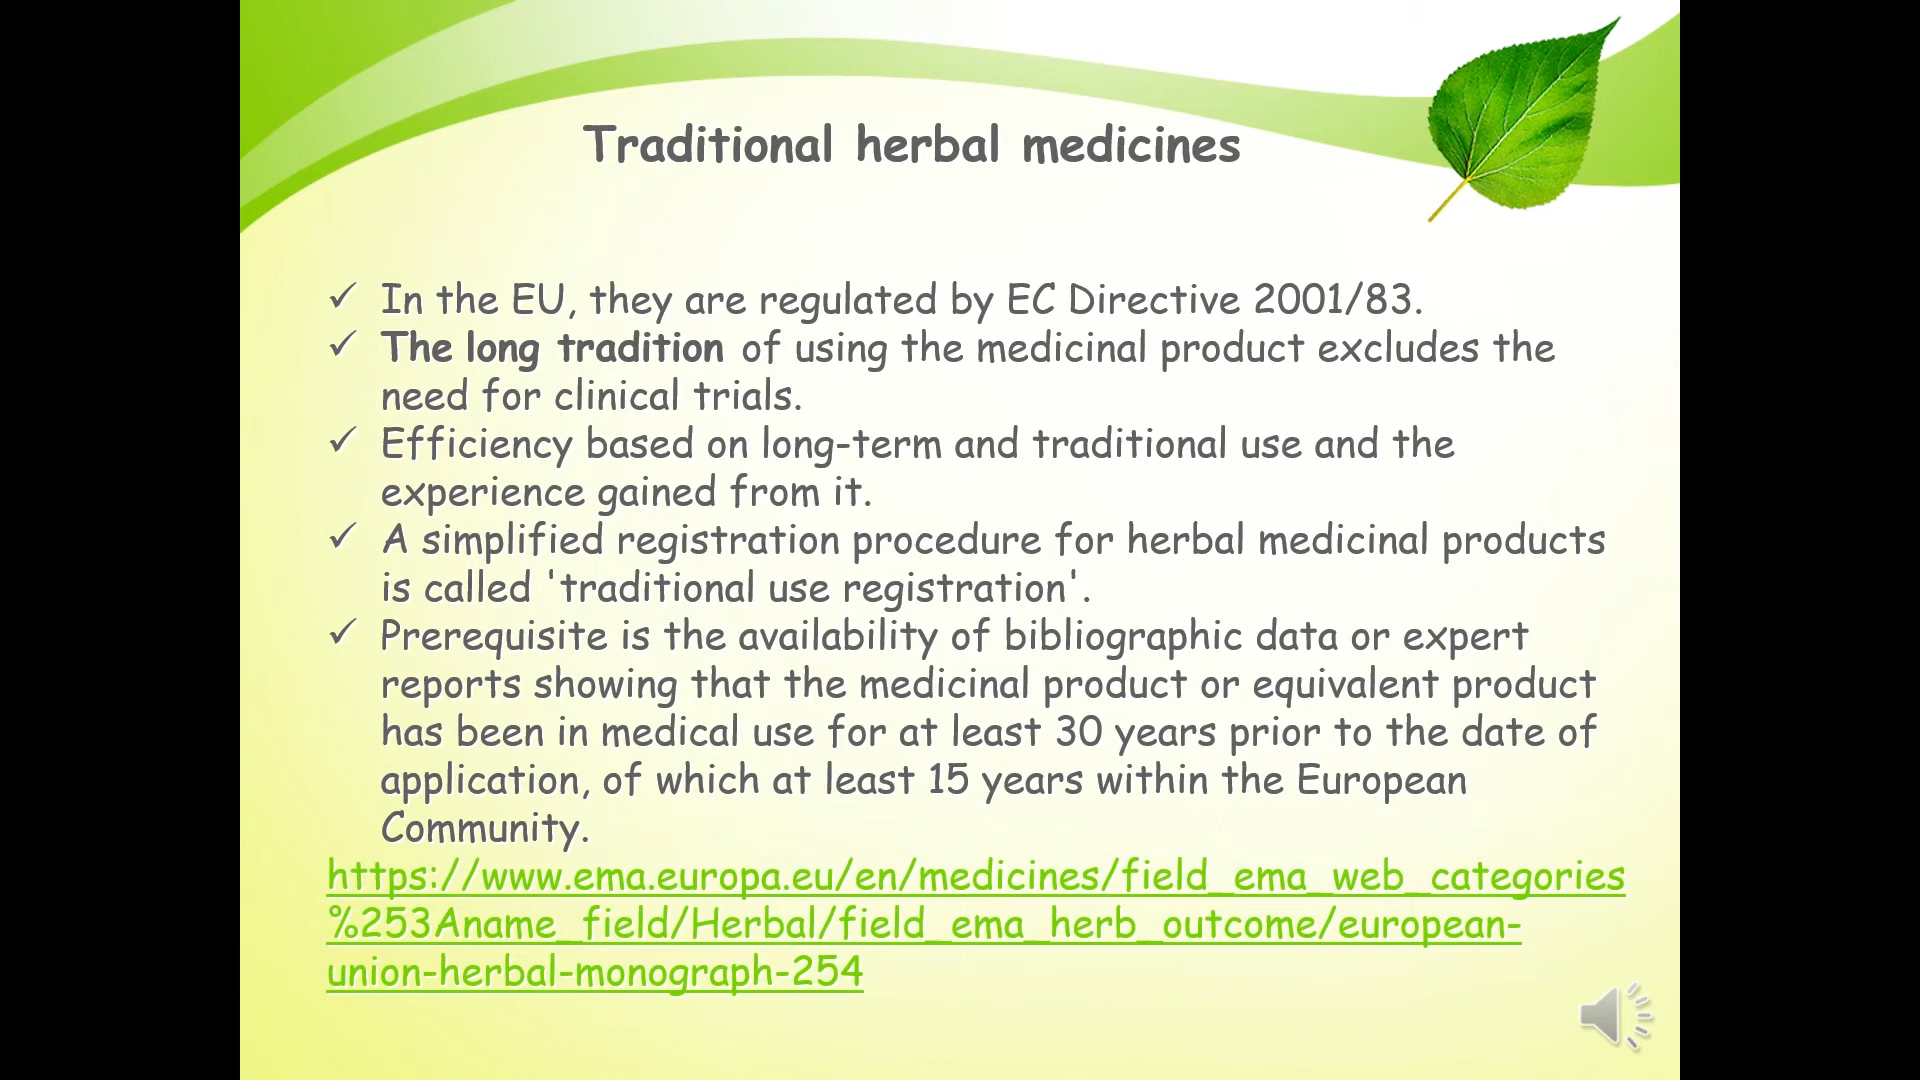 Traditional herbal medicines
✓ In the EU, they are regulated by EC Directive 2001/83.
✓ The long tradition of using the medicinal product excludes the
need for clinical trials.
✓ Efficiency based on long-term and traditional use and the
experience gained from it.
✓ A simplified registration procedure for herbal medicinal products
is called 'traditional use registration'.
✓ Prerequisite is the availability of bibliographic data or expert
reports showing that the medicinal product or equivalent product
has been in medical use for at least 30 years prior to the date of
application, of which at least 15 years within the European
Community.
https://www.ema.europa.eu/en/medicines/field_ema_web_categories
%253Aname_field/Herbal/field_ema_herb_outcome/european-
union-herbal-monograph-254